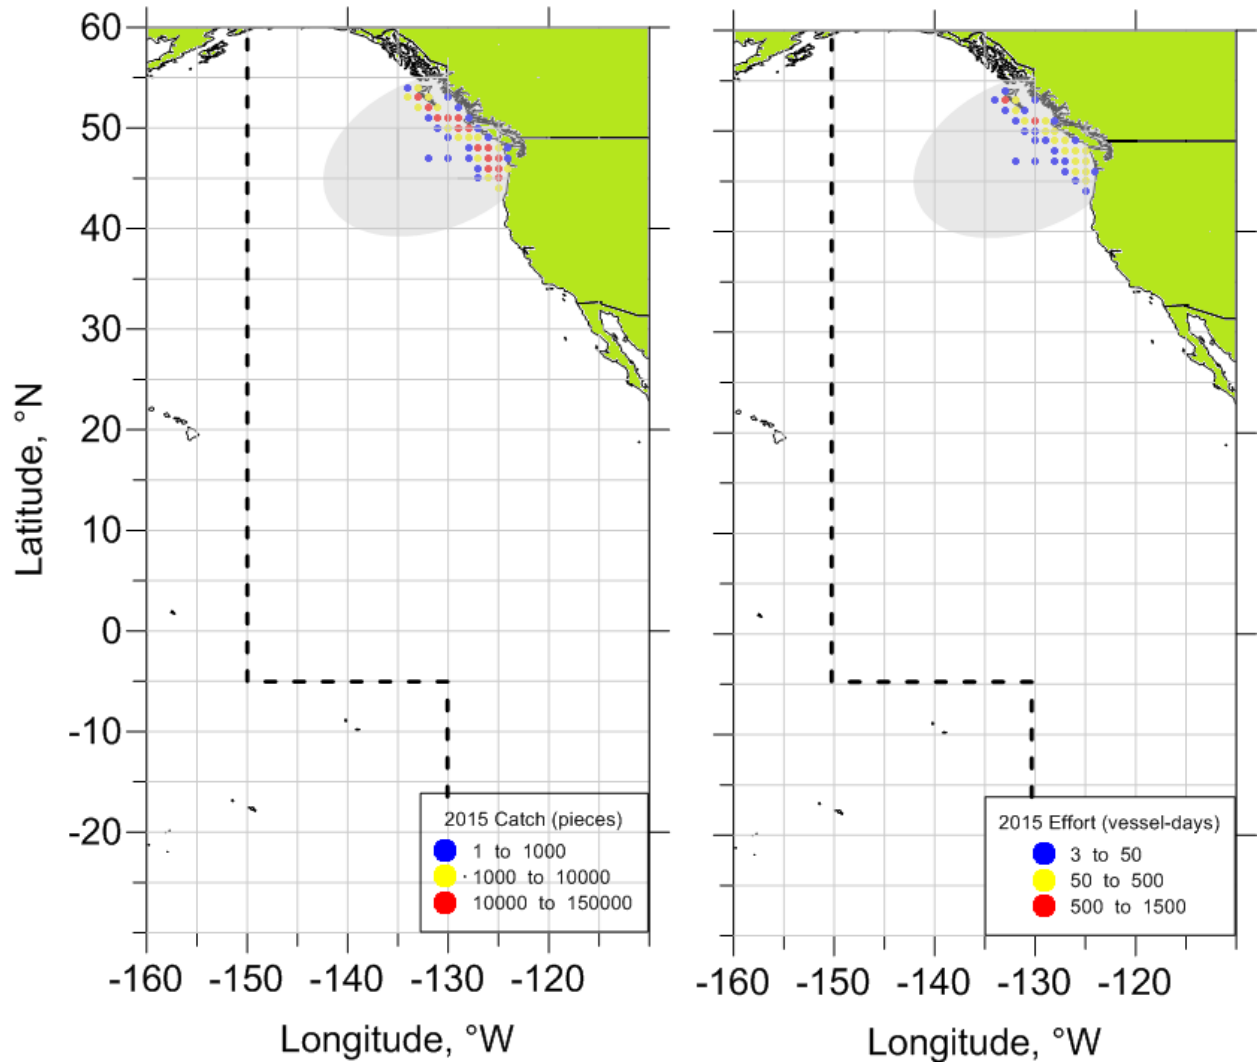 60
50
40
30
20
10
0
-10
-20
Latitude, °N
2015 Catch (pieces)
1 to 1000
1000 to 10000
10000 to 150000
-160 -150 -140 -130 -120
Longitude, °W
2015 Effort (vessel-days)
3 to 50
50 to 500
500 to 1500
-160 -150 -140 -130 -120
Longitude, °W